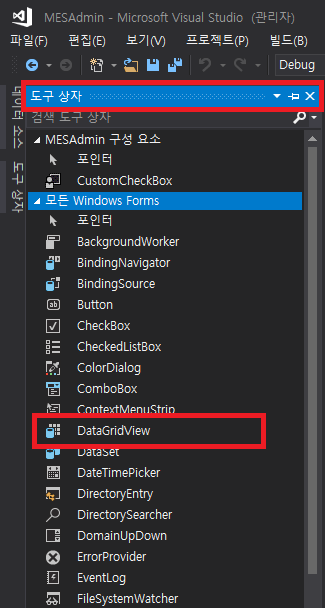 MESAdmin - Microsoft Visual Studio (관리자)
파일(F) 편집(E) 보기(V) 프로젝트(P) 빌드(B)
Debug
데이터 소스 도구 상자
도구 상자
검색 도구 상자
MESAdmin 구성 요소
포인터
CustomCheckBox
모든 Windows Forms
포인터
BackgroundWorker
BindingNavigator
BindingSource
Button
CheckBox
CheckedListBox
ColorDialog
ComboBox
ContextMenuStrip
DataGridView
DataSet
DateTimePicker
DirectoryEntry
DirectorySearcher
DomainUpDown
ErrorProvider
EventLog
FileSystemWatcher